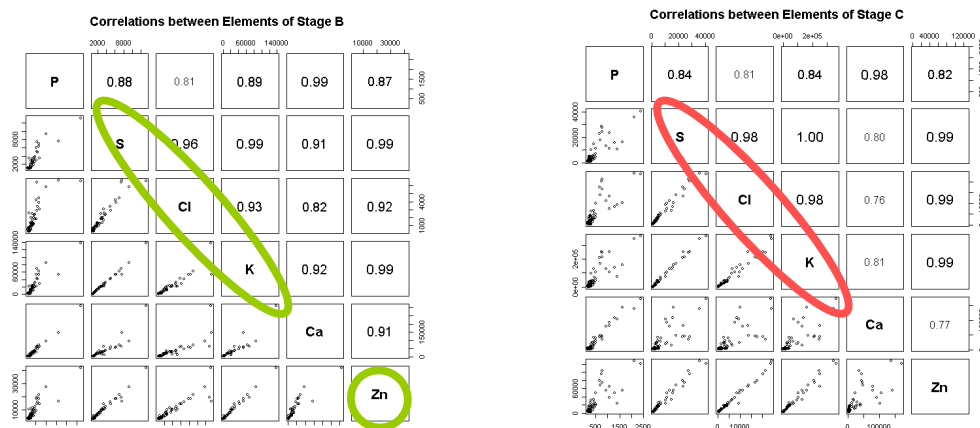 Correlations between Elements of Stage B
2000 8000
0 60000 140000
10000 30000
P 0.88 0.81 0.89 0.99 0.87
500 1500
2000 8000
S 0.96 0.99 0.91 0.99
Cl 0.93 0.82 0.92
1000 4000
0 60000 140000
K 0.92 0.99
Ca 0.91
0 150000
10000 30000
Zn
Correlations between Elements of Stage C
0 20000 40000
0e+00 2e+05
0 40000 120000
P 0.84 0.81 0.84 0.98 0.82
0 20000 40000
S 0.98 1.00 0.80 0.99
Cl 0.98 0.76 0.99
0e+00 2e+05
K 0.81 0.99
Ca 0.77
0 60000
Zn
500 1500 2500
0 10000
0 100000